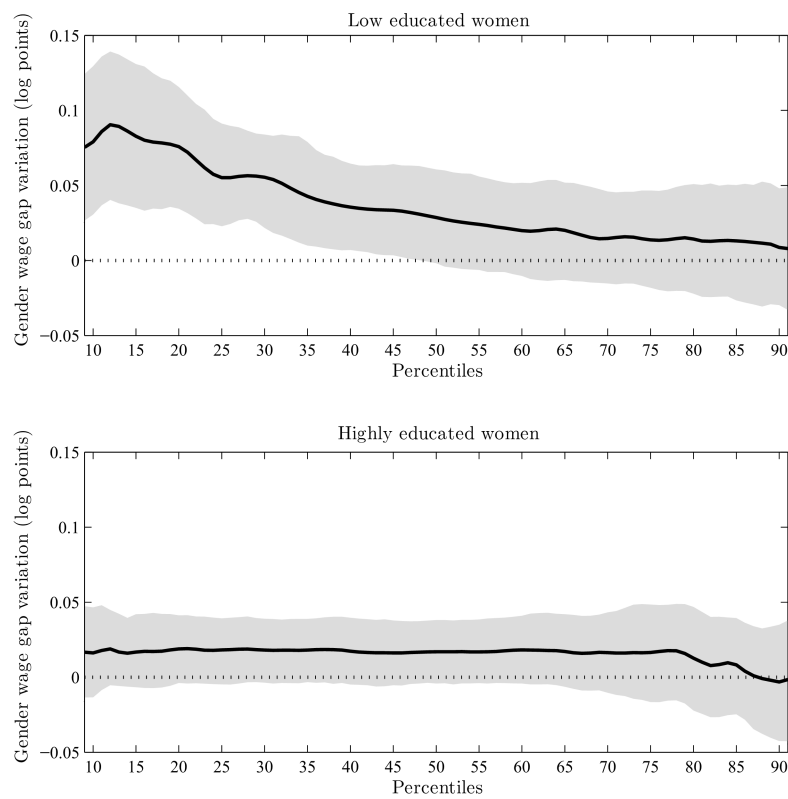 Low educated women
Gender wage gap variation (log points)
0.15
0.1
0.05
0
−0.05
10 15 20 25 30 35 40 45 50 55 60 65 70 75 80 85 90
Percentiles
Highly educated women
Gender wage gap variation (log points)
0.15
0.1
0.05
0
−0.05
10 15 20 25 30 35 40 45 50 55 60 65 70 75 80 85 90
Percentiles